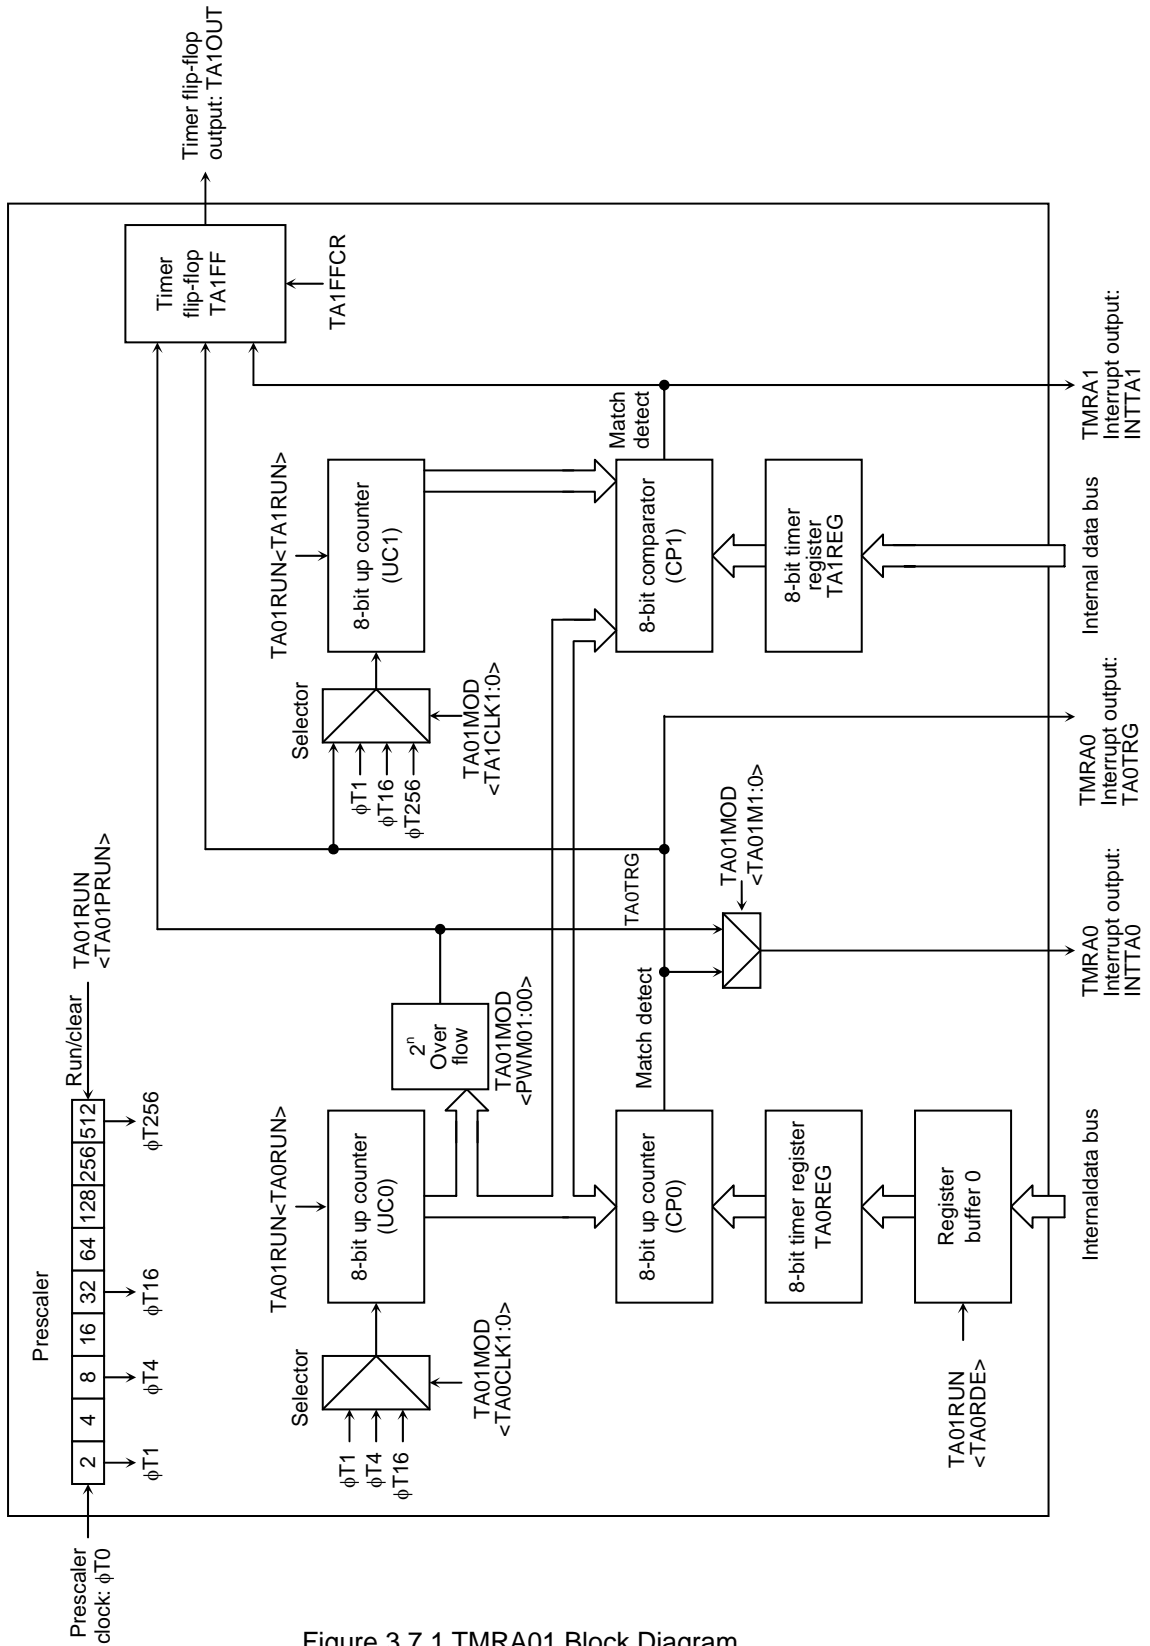 Prescaler
clock: ϕT0
Prescaler
2 4 8 16 32 64 128 256 512
Run/clear
TA01RUN
<TA01PRUN>
ϕT1
ϕT4
ϕT16
ϕT256
Selector
ϕT1
ϕT4
ϕT16
TA01MOD
<TA0CLK1:0>
TA01RUN<TA0RUN>
8-bit up counter
(UC0)
2ⁿ
Over
flow
TA01MOD
<PWM01:00>
Selector
ϕT1
ϕT16
ϕT256
TA01MOD
<TA1CLK1:0>
TA01RUN<TA1RUN>
8-bit up counter
(UC1)
Timer
flip-flop
TA1FF
TA1FFCR
Timer flip-flop
output: TA1OUT
8-bit up counter
(CP0)
Match detect
TA0TRG
TA01MOD
<TA01M1:0>
8-bit comparator
(CP1)
Match
detect
8-bit timer register
TA0REG
8-bit timer
register
TA1REG
TA01RUN
<TA0RDE>
Register
buffer 0
Internaldata bus
TMRA0
Interrupt output:
INTTA0
TMRA0
Interrupt output:
TA0TRG
Internal data bus
TMRA1
Interrupt output:
INTTA1
Figure 3.7.1 TMRA01 Block Diagram